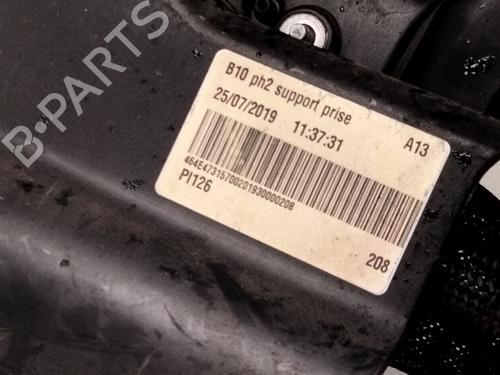 B-PARTS
B10 ph2 support prise
25/07/2019 11:37:31 A13
464E47315700201930000208
PI126
208